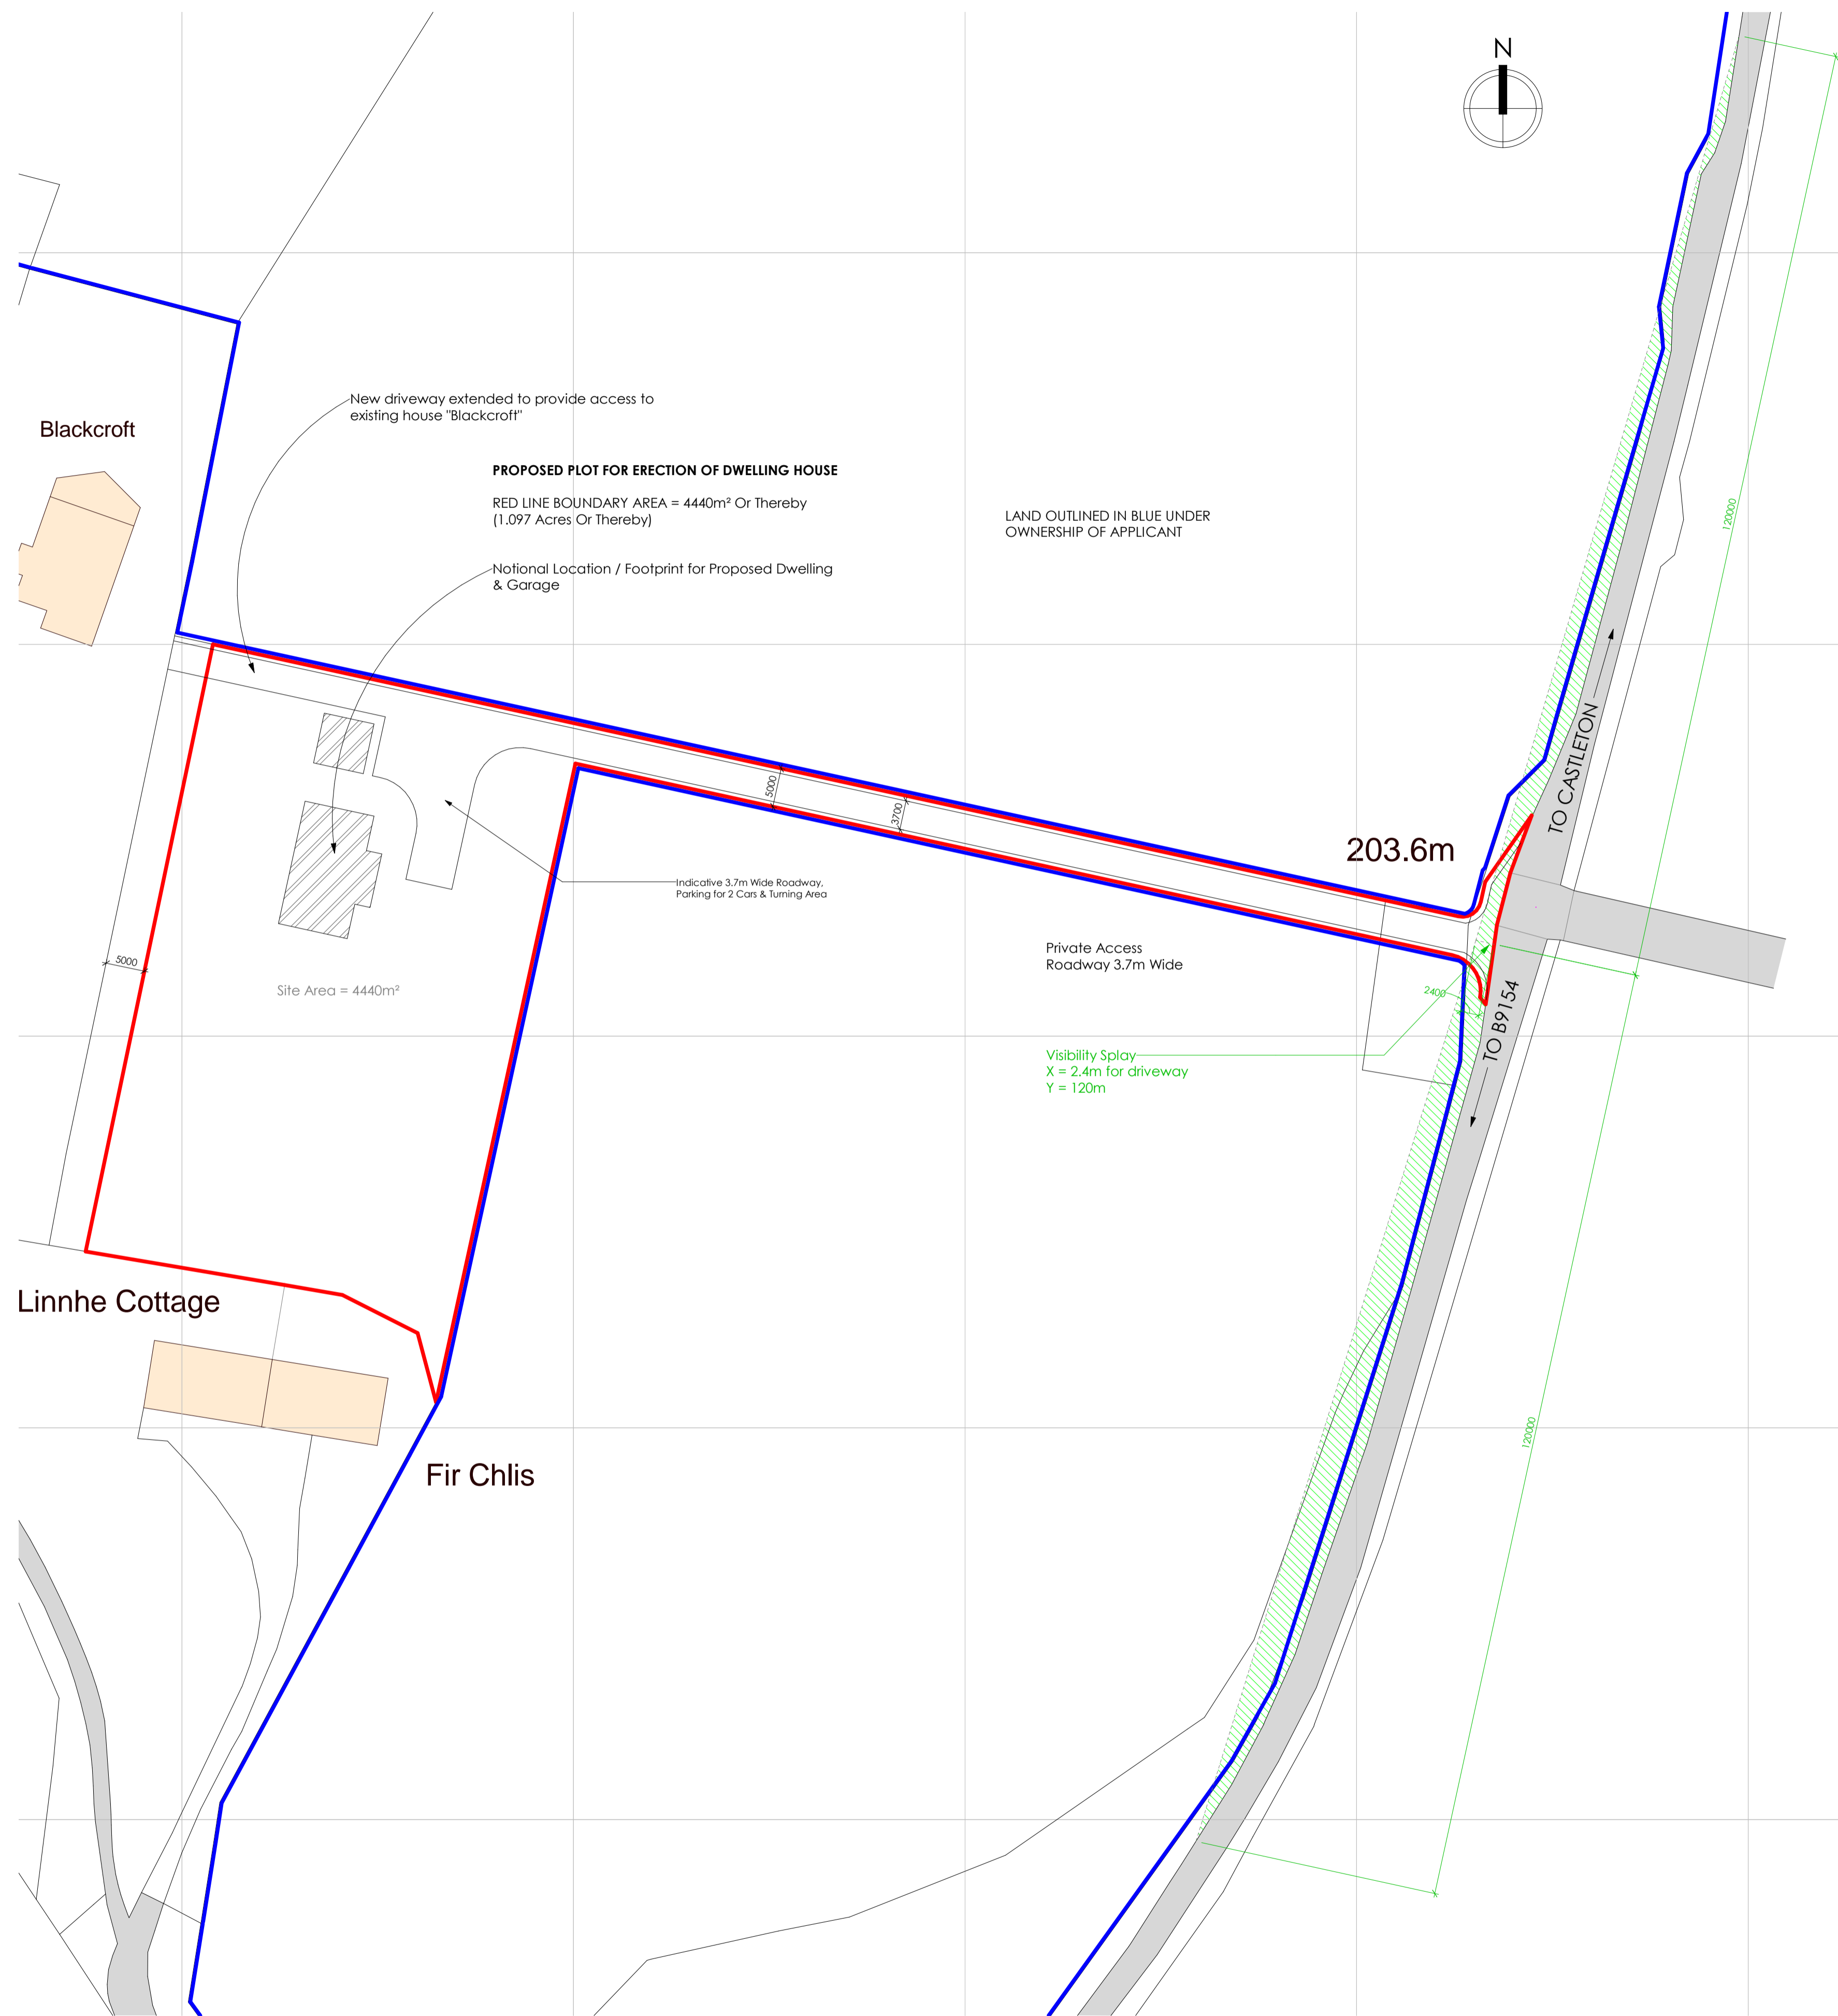 N
120000
New driveway extended to provide access to
existing house "Blackcroft"
Blackcroft
PROPOSED PLOT FOR ERECTION OF DWELLING HOUSE
RED LINE BOUNDARY AREA = 4440m² Or Thereby
(1.097 Acres Or Thereby)
LAND OUTLINED IN BLUE UNDER
OWNERSHIP OF APPLICANT
Notional Location / Footprint for Proposed Dwelling
& Garage
TO CASTLETON
5000
3700
203.6m
Indicative 3.7m Wide Roadway,
Parking for 2 Cars & Turning Area
Private Access
Roadway 3.7m Wide
5000
Site Area = 4440m²
2400
TO B9154
Visibility Splay
X = 2.4m for driveway
Y = 120m
Linnhe Cottage
120000
Fir Chlis